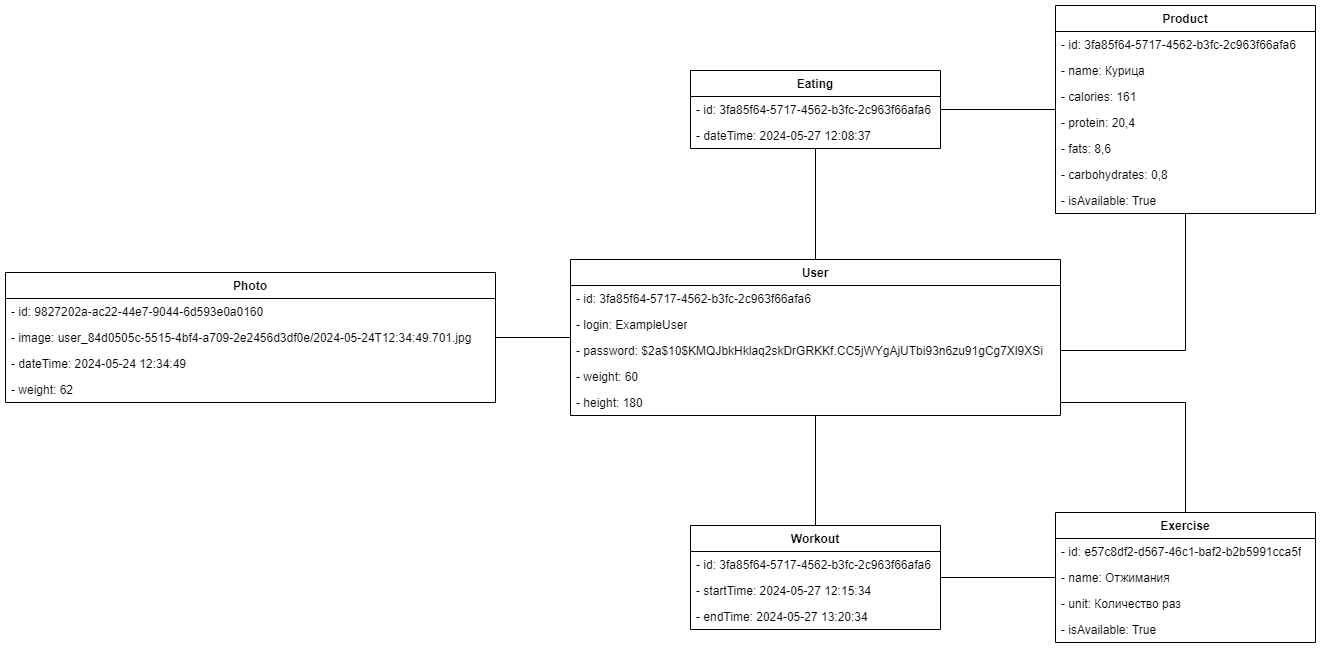 Product
- id: 3fa85f64-5717-4562-b3fc-2c963f66afa6
- name: Курица
- calories: 161
- protein: 20,4
- fats: 8,6
- carbohydrates: 0,8
- isAvailable: True
Eating
- id: 3fa85f64-5717-4562-b3fc-2c963f66afa6
- dateTime: 2024-05-27 12:08:37
User
- id: 3fa85f64-5717-4562-b3fc-2c963f66afa6
- login: ExampleUser
- password: $2a$10$KMQJbkHklaq2skDrGRKKf.CC5jWYgAjUTbi93n6zu91gCg7Xl9XSi
- weight: 60
- height: 180
Photo
- id: 9827202a-ac22-44e7-9044-6d593e0a0160
- image: user_84d0505c-5515-4bf4-a709-2e2456d3df0e/2024-05-24T12:34:49.701.jpg
- dateTime: 2024-05-24 12:34:49
- weight: 62
Workout
- id: 3fa85f64-5717-4562-b3fc-2c963f66afa6
- startTime: 2024-05-27 12:15:34
- endTime: 2024-05-27 13:20:34
Exercise
- id: e57c8df2-d567-46c1-baf2-b2b5991cca5f
- name: Отжимания
- unit: Количество раз
- isAvailable: True